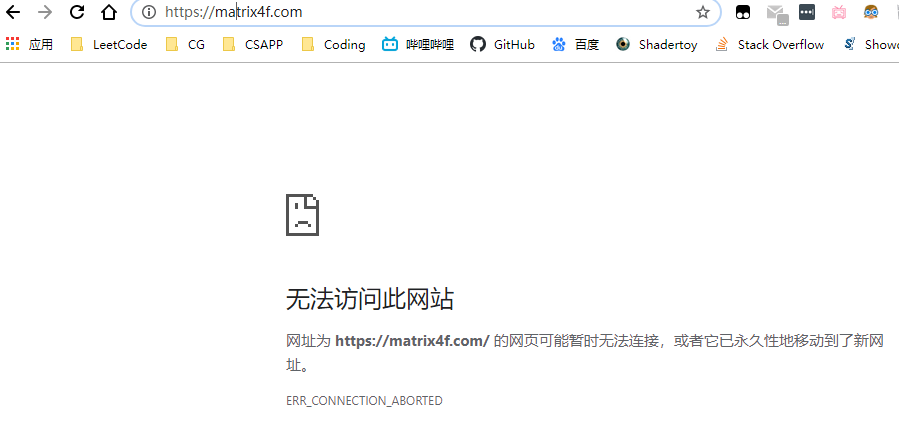 https://matrix4f.com
应用 LeetCode CG CSAPP Coding 哔哩哔哩 GitHub 百度 Shadertoy Stack Overflow Showc
无法访问此网站
网址为 https://matrix4f.com/ 的网页可能暂时无法连接，或者它已永久性地移动到了新网
址。
ERR_CONNECTION_ABORTED